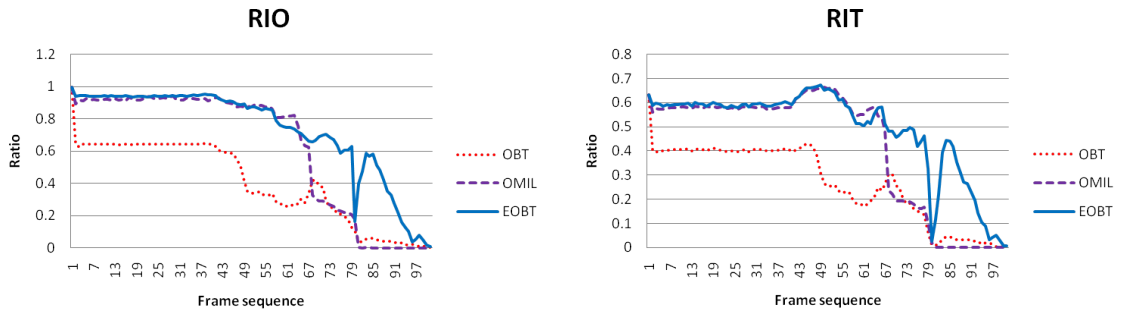 RIO
1.2
1
0.8
0.6
0.4
0.2
0
Ratio
1 7 13 19 25 31 37 43 49 55 61 67 73 79 85 91 97
Frame sequence
OBT
OMIL
EOBT
RIT
0.8
0.7
0.6
0.5
0.4
0.3
0.2
0.1
0
Ratio
1 7 13 19 25 31 37 43 49 55 61 67 73 79 85 91 97
Frame sequence
OBT
OMIL
EOBT